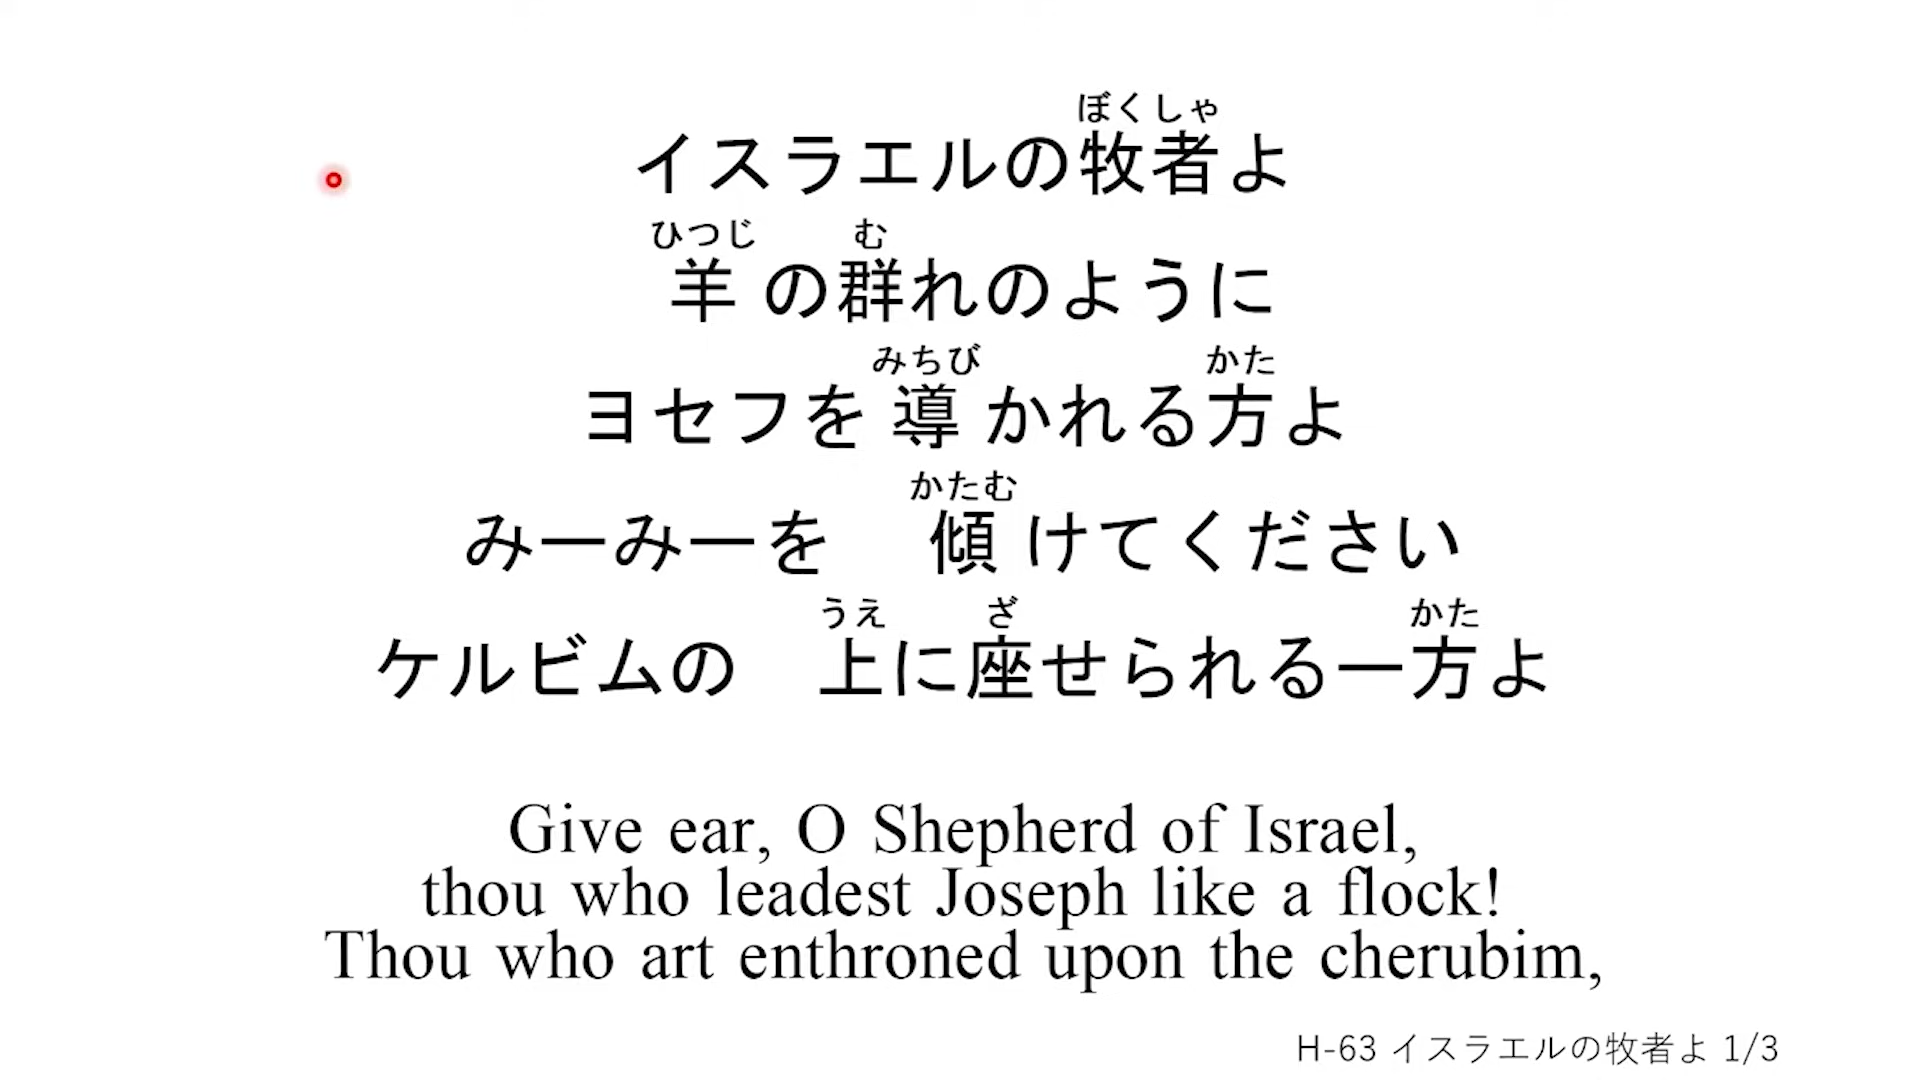 ぼくしゃ
イスラエルの牧者よ
ひつじ む
羊の群れのように
みちび かた
ヨセフを導かれる方よ
かたむ
みーみーを 傾けてください
うえ ざ かた
ケルビムの 上に座せられるー方よ
Give ear, O Shepherd of Israel,
thou who leadest Joseph like a flock!
Thou who art enthroned upon the cherubim,
H-63 イスラエルの牧者よ 1/3